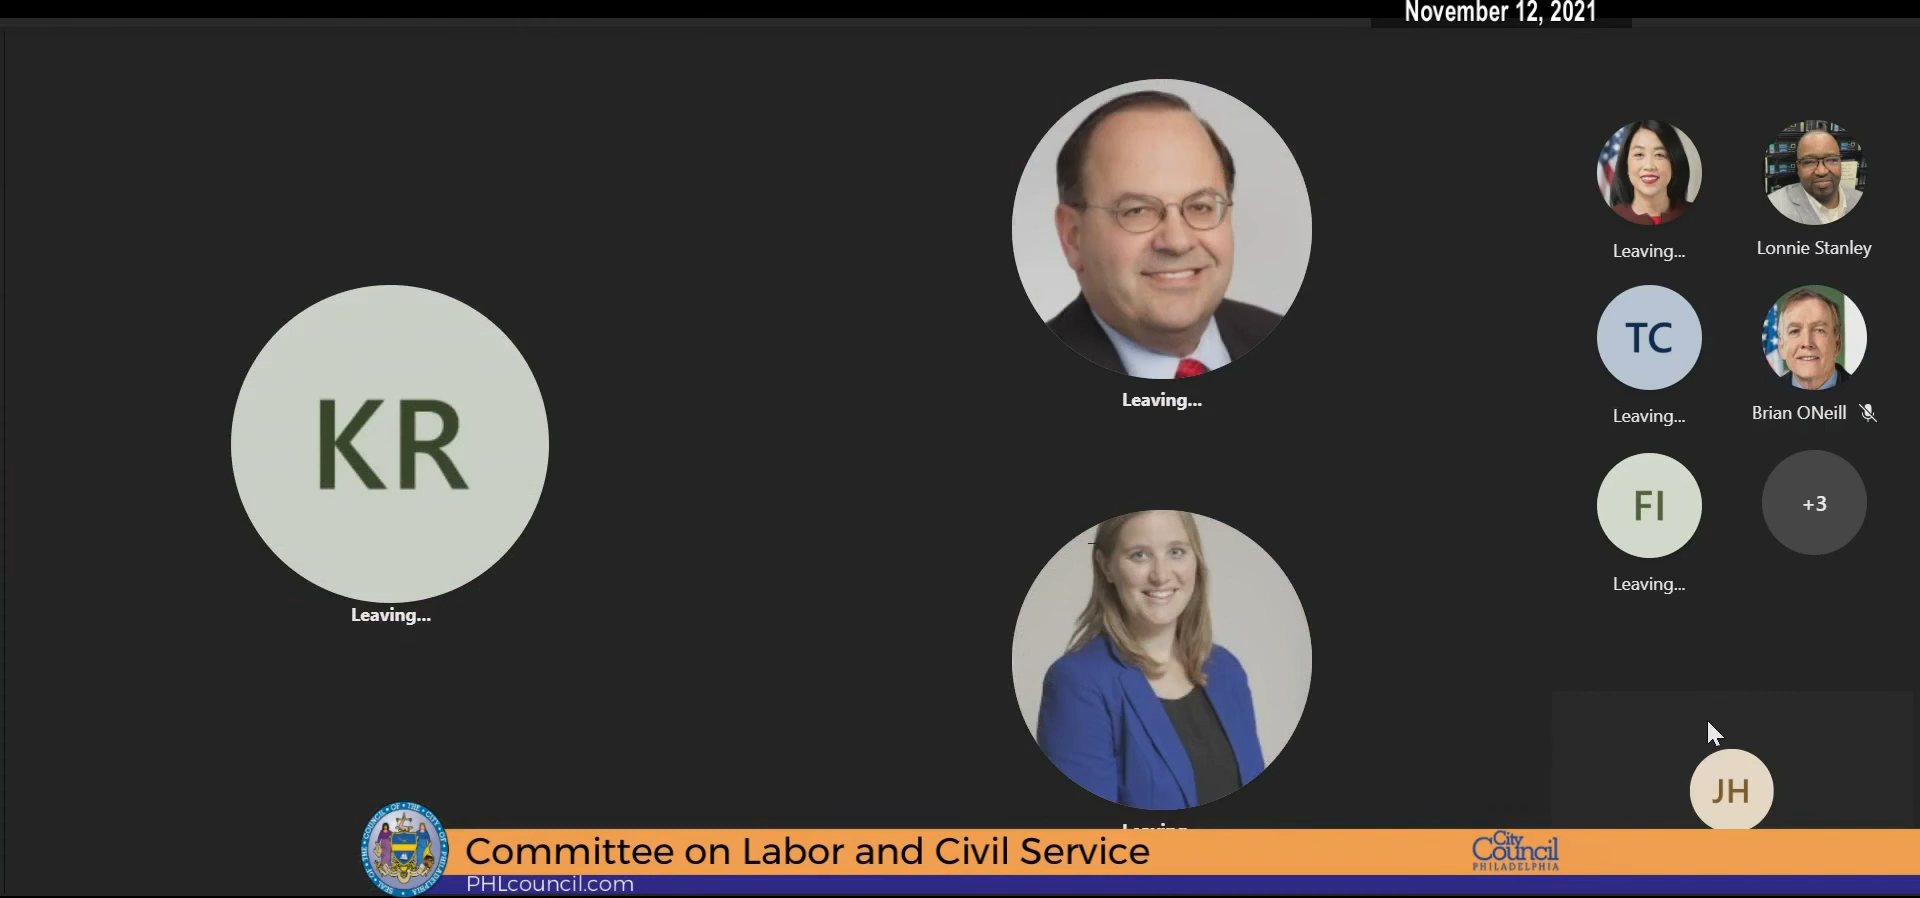 November 12, 2021
KR
Leaving...
Leaving...
Leaving...
Lonnie Stanley
TC
Leaving...
Brian ONeill
FI
Leaving...
+3
JH
Committee on Labor and Civil Service
PHLcouncil.com
City
Council
PHILADELPHIA